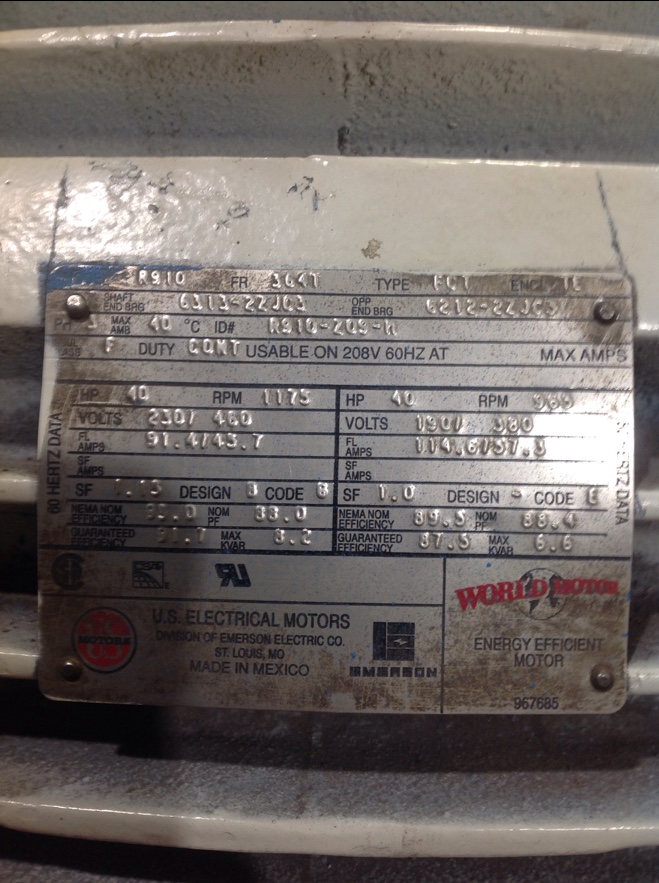 R910 FR 364T TYPE FCT ENCL TE
SHAFT END BRG 6313-2ZJC3 OPP END BRG 6212-2ZJC3
PH 3 MAX AMB 40 °C ID# R910-Z09-M
CLASS F DUTY CONT USABLE ON 208V 60HZ AT MAX AMPS
60 HERTZ DATA
HP 40 RPM 1175
VOLTS 230/ 460
FL AMPS
SF AMPS
SF 1.15 DESIGN B CODE
NEMA NOM EFFICIENCY NOM PF 88.0
GUARANTEED EFFICIENCY 91.7 MAX KVAR 8.2
HERTZ DATA
HP 40 RPM 985
VOLTS 190/ 380
FL AMPS 114.6/57.3
SF AMPS
SF 1.0 DESIGN - CODE E
NEMA NOM EFFICIENCY 89.5 NOM PF 88.4
GUARANTEED EFFICIENCY 87.5 MAX KVAR 6.6
US
MOTORS
U.S. ELECTRICAL MOTORS
DIVISION OF EMERSON ELECTRIC CO.
ST. LOUIS, MO
MADE IN MEXICO
EMERSON
WORLD MOTOR
ENERGY EFFICIENT
MOTOR
967685